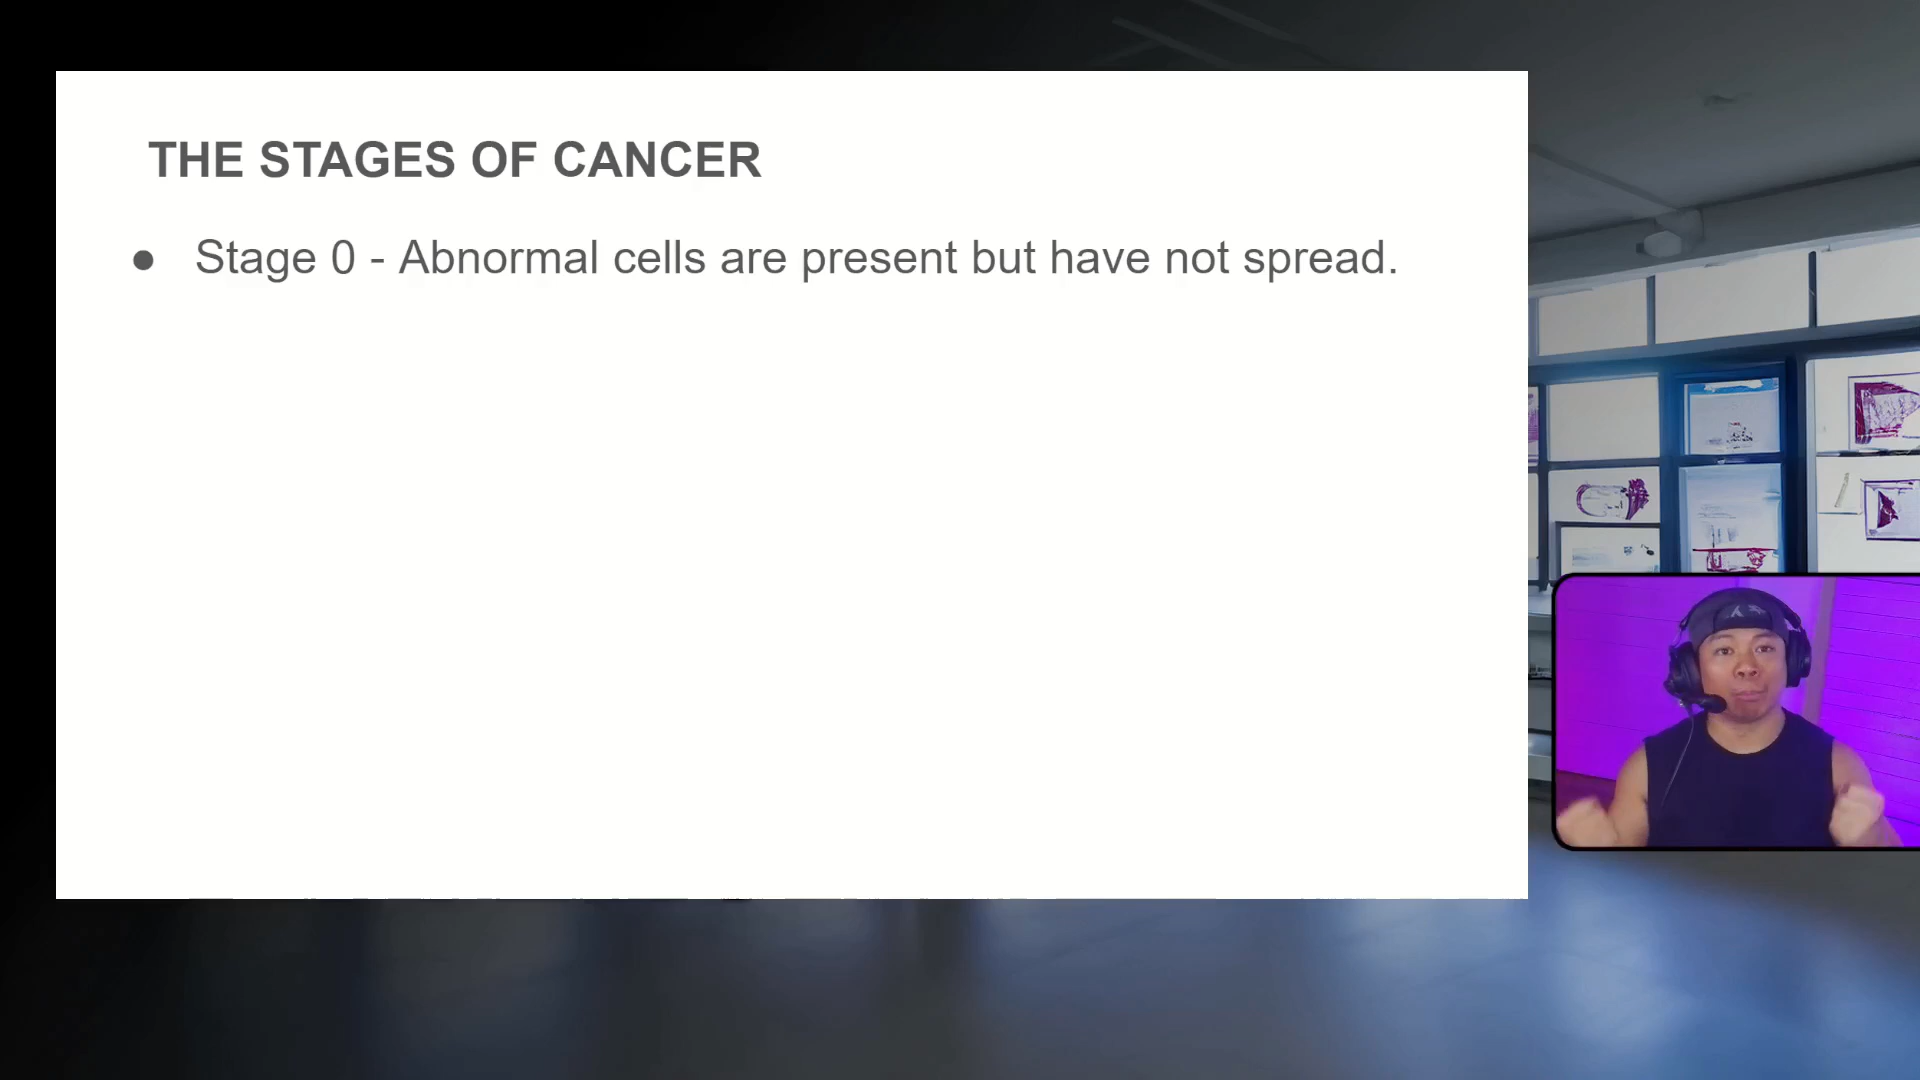 THE STAGES OF CANCER
● Stage 0 - Abnormal cells are present but have not spread.